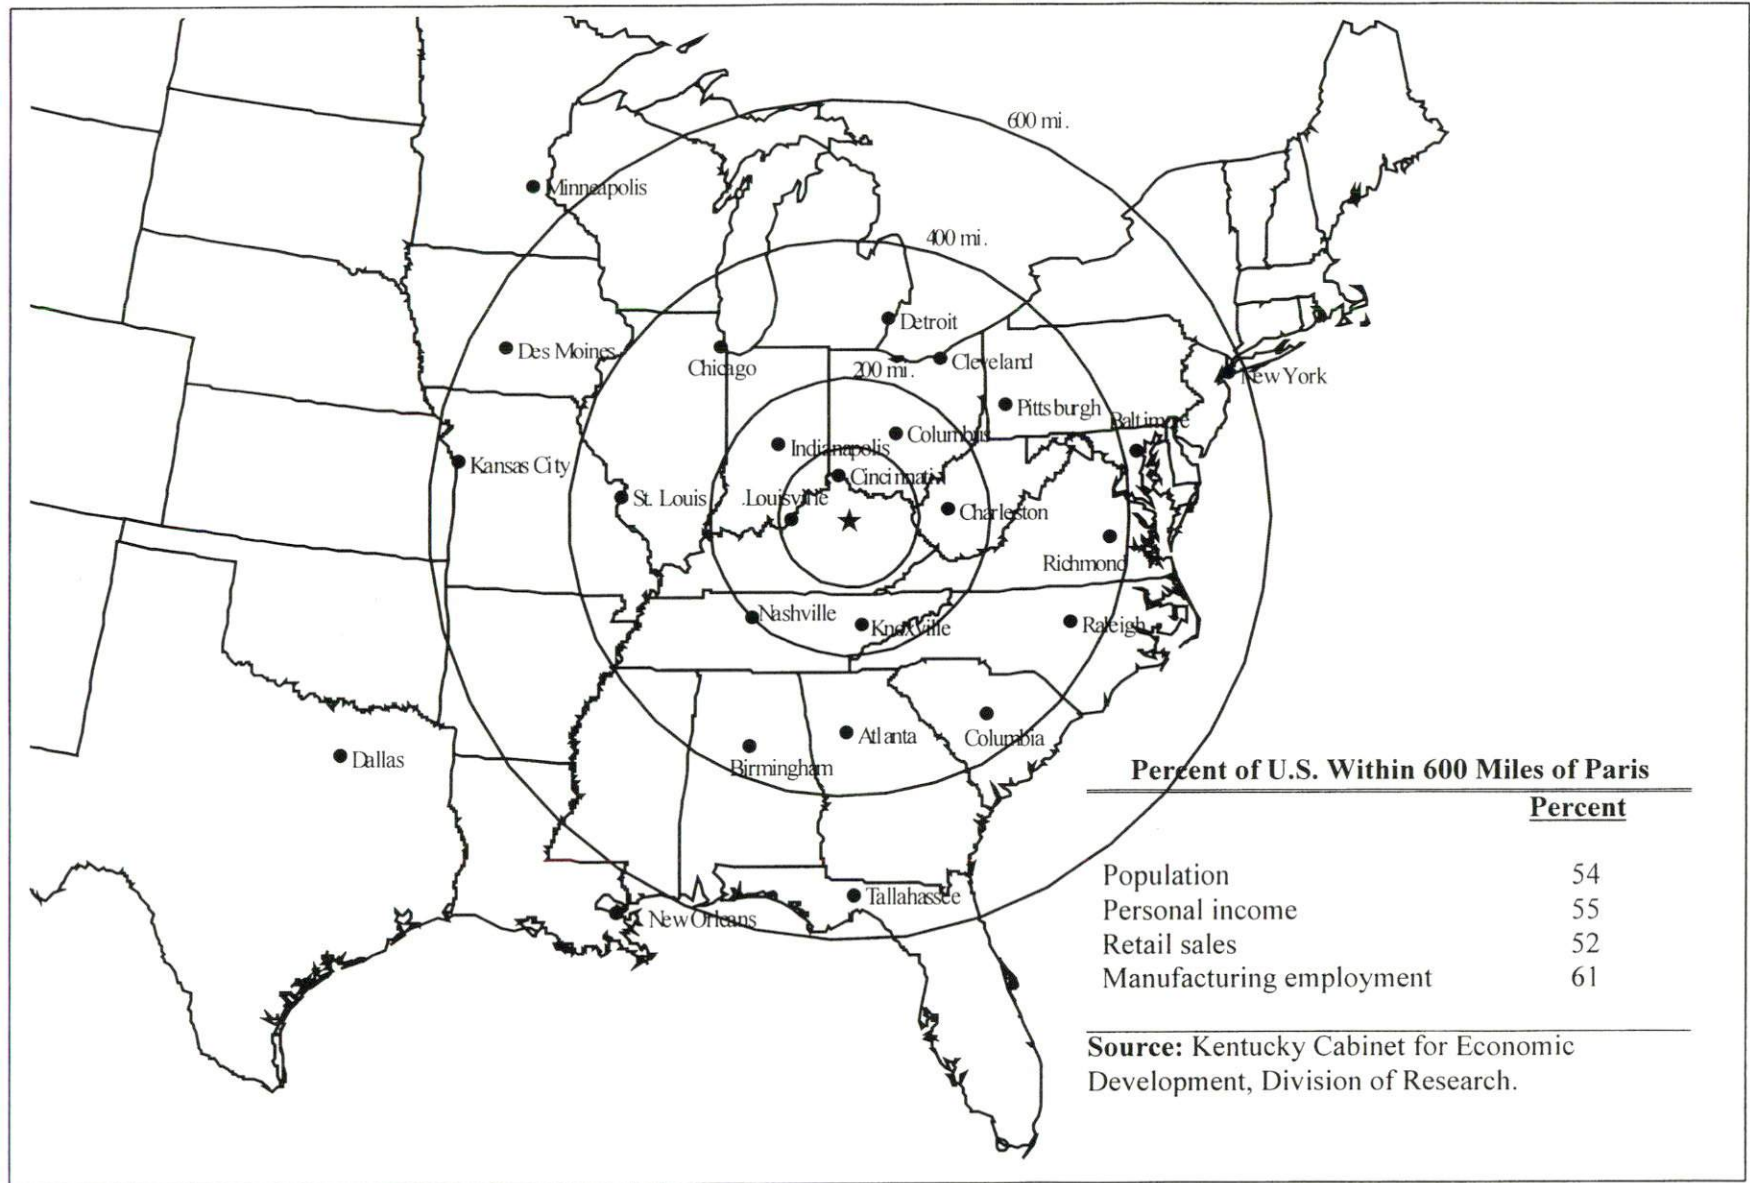 600 mi.
Minneapolis
400 mi.
Detroit
Des Moines
Chicago
Cleveland
200 mi.
New York
Pittsburgh
Baltimore
Columbus
Indianapolis
Kansas City
Cincinnati
St. Louis
.Louisville
Charleston
Richmond
Nashville
Knoxville
Raleigh
Atlanta
Columbia
Dallas
Birmingham
Tallahassee
New Orleans
Percent of U.S. Within 600 Miles of Paris
Percent
Population 54
Personal income 55
Retail sales 52
Manufacturing employment 61
Source: Kentucky Cabinet for Economic
Development, Division of Research.